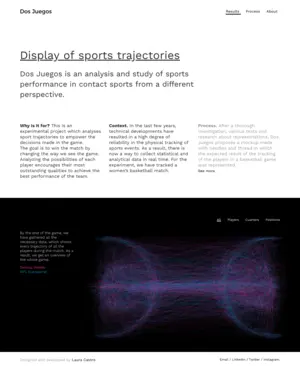 Dos Juegos
Results Process About
Display of sports trajectories
Dos Juegos is an analysis and study of sports
performance in contact sports from a different
perspective.
Why is it for? This is an
experimental project which analyses
sport trajectories to empower the
decisions made in the game.
The goal is to win the match by
changing the way we see the game.
Analyzing the possibilities of each
player encourages their most
outstanding qualities to achieve the
best performance of the team.
Context. In the last few years,
technical developments have
resulted in a high degree of
reliability in the physical tracking of
sports events. As a result, there is
now a way to collect statistical and
analytical data in real time. For the
experiment, we have tracked a
women's basketball match.
Process. After a thorough
investigation, various tests and
research about representations, Dos
Juegos proposes a mockup made
with needles and thread in which
the expected result of the tracking
of the players in a basketball game
was represented.
See more
All Players Cushions Positions
By the end of the game, we
have gathered all the
necessary data, which shows
every trajectory of all the
players during the match. As a
result, we get an overview of
the whole game.
Designed and developed by Laura Castro
Email / LinkedIn / Twitter / Instagram